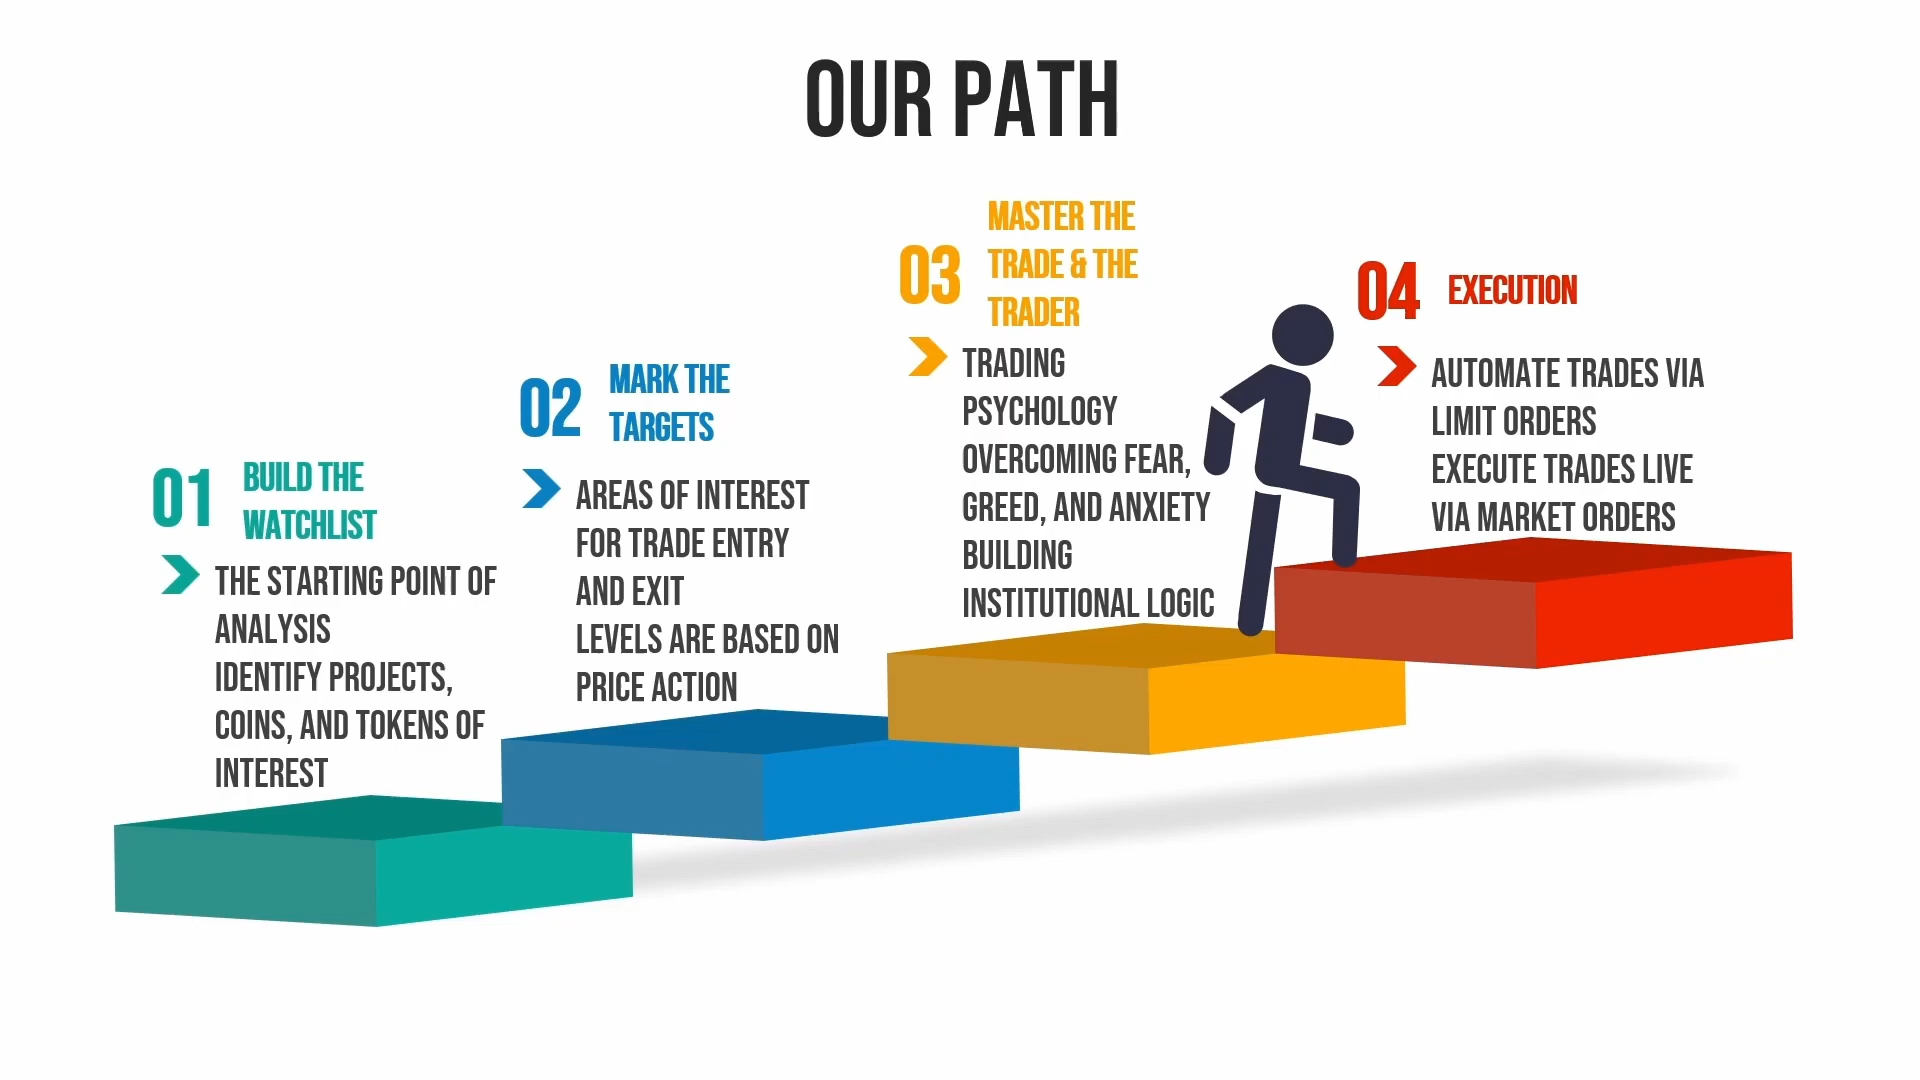 OUR PATH
01
BUILD THE
WATCHLIST
THE STARTING POINT OF
ANALYSIS
IDENTIFY PROJECTS,
COINS, AND TOKENS OF
INTEREST
02
MARK THE
TARGETS
AREAS OF INTEREST
FOR TRADE ENTRY
AND EXIT
LEVELS ARE BASED ON
PRICE ACTION
03
MASTER THE
TRADE & THE
TRADER
TRADING
PSYCHOLOGY
OVERCOMING FEAR,
GREED, AND ANXIETY
BUILDING
INSTITUTIONAL LOGIC
04
EXECUTION
AUTOMATE TRADES VIA
LIMIT ORDERS
EXECUTE TRADES LIVE
VIA MARKET ORDERS